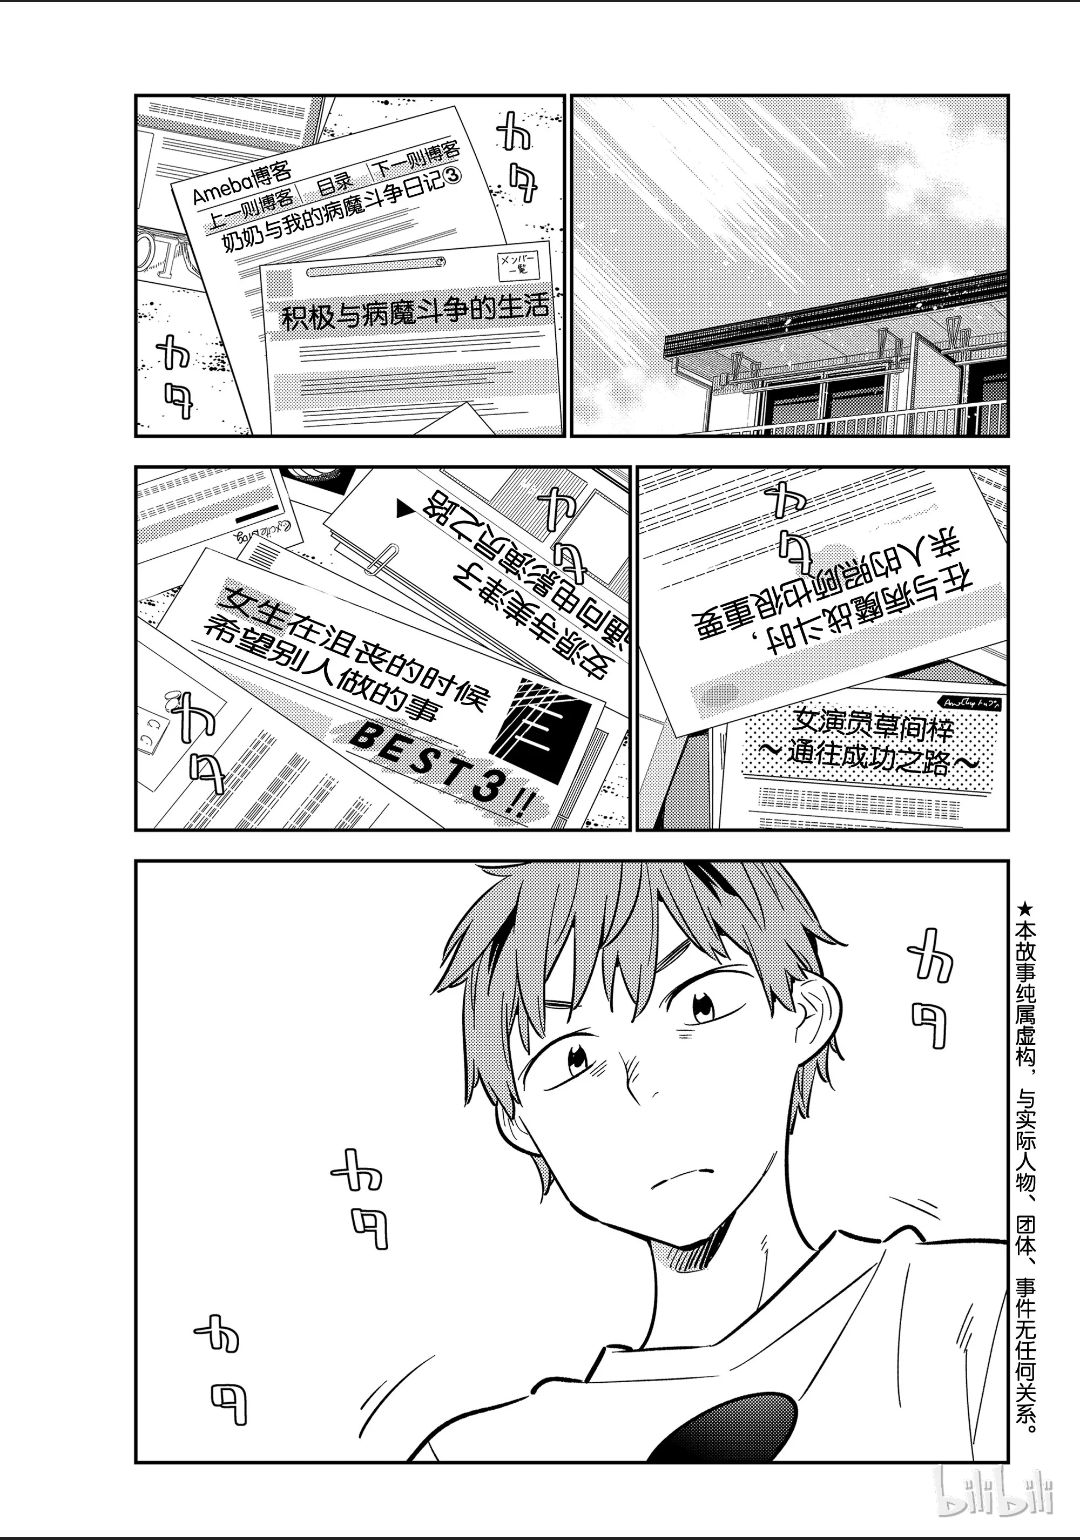 カタ
Ameba博客
上一则博客 目录 下一则博客
奶奶与我的病魔斗争日记③
メンバー
一覧
积极与病魔斗争的生活
カタ
カタ
在与病魔战斗时，
亲人的照顾也很重要
女演员草间梓
～通往成功之路～
カタ
安源寺美津子
通向电影演员之路
Excite Blog
女生在沮丧的时候
希望别人做的事
BEST3!!
カタ
カタ
カタ
カタ
★本故事纯属虚构，与实际人物、团体、事件无任何关系。
bilibili